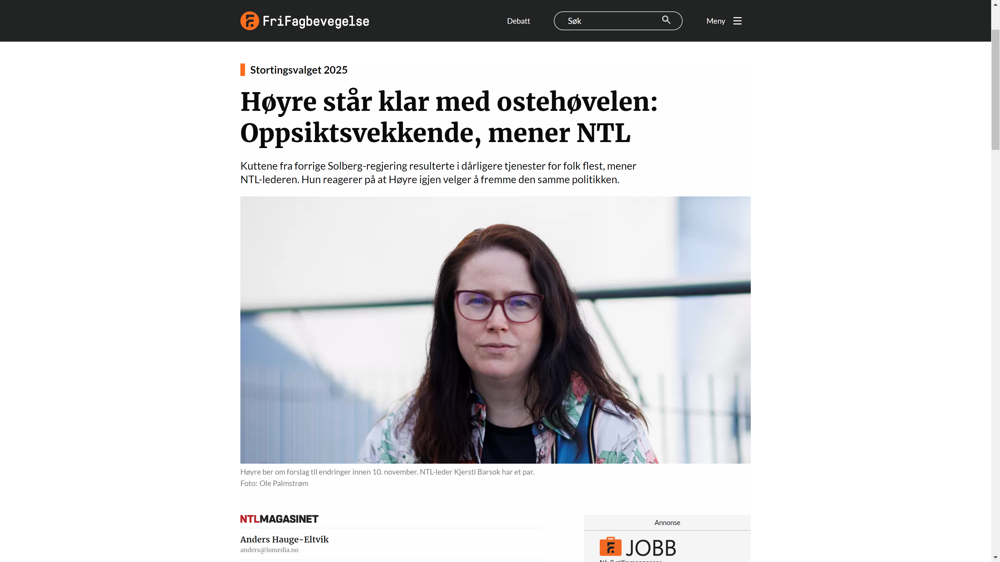 FriFagbevegelse
Debatt
Søk
Meny
Stortingsvalget 2025
Høyre står klar med ostehøvelen:
Oppsiktsvekkende, mener NTL
Kuttene fra forrige Solberg-regjering resulterte i dårligere tjenester for folk flest, mener
NTL-lederen. Hun reagerer på at Høyre igjen velger å fremme den samme politikken.
Høyre ber om forslag til endringer innen 10. november. NTL-leder Kjersti Barsok har et par.
Foto: Ole Palmstrøm
NTLMAGASINET
Anders Hauge-Eltvik
anders@lomedia.no
Annonse
JOBB
Nå: 6 stillingsannonser